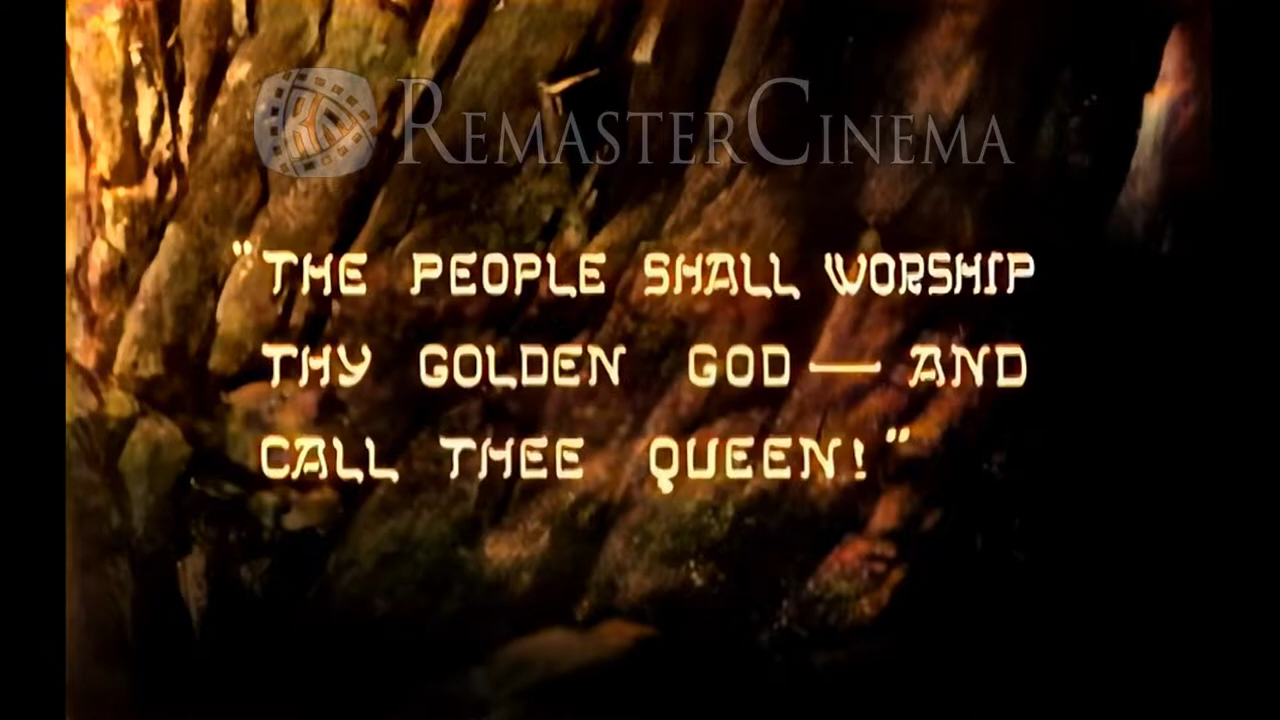 REMASTERCINEMA
"THE PEOPLE SHALL WORSHIP
THY GOLDEN GOD — AND
CALL THEE QUEEN!"